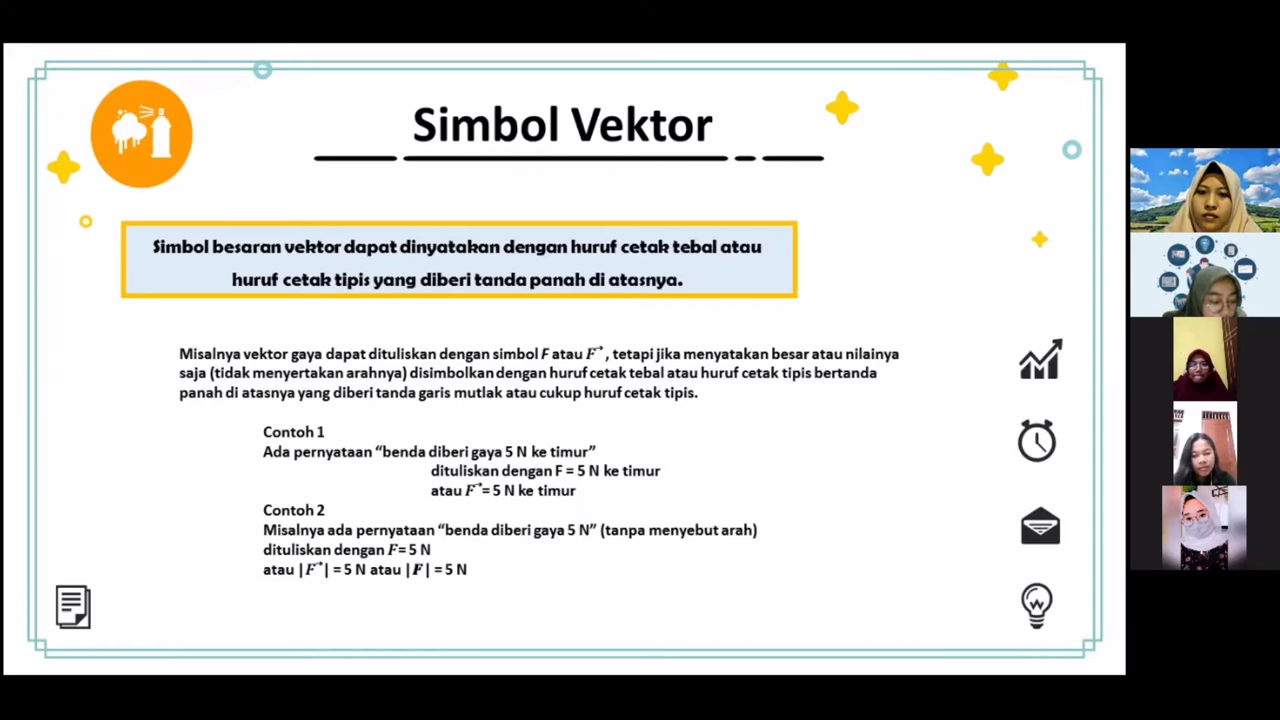 Simbol Vektor
Simbol besaran vektor dapat dinyatakan dengan huruf cetak tebal atau
huruf cetak tipis yang diberi tanda panah di atasnya.
Misalnya vektor gaya dapat dituliskan dengan simbol F atau F⃗, tetapi jika menyatakan besar atau nilainya
saja (tidak menyertakan arahnya) disimbolkan dengan huruf cetak tebal atau huruf cetak tipis bertanda
panah di atasnya yang diberi tanda garis mutlak atau cukup huruf cetak tipis.
Contoh 1
Ada pernyataan “benda diberi gaya 5 N ke timur”
dituliskan dengan F = 5 N ke timur
atau F⃗= 5 N ke timur
Contoh 2
Misalnya ada pernyataan “benda diberi gaya 5 N” (tanpa menyebut arah)
dituliskan dengan F= 5 N
atau |F⃗| = 5 N atau |F| = 5 N